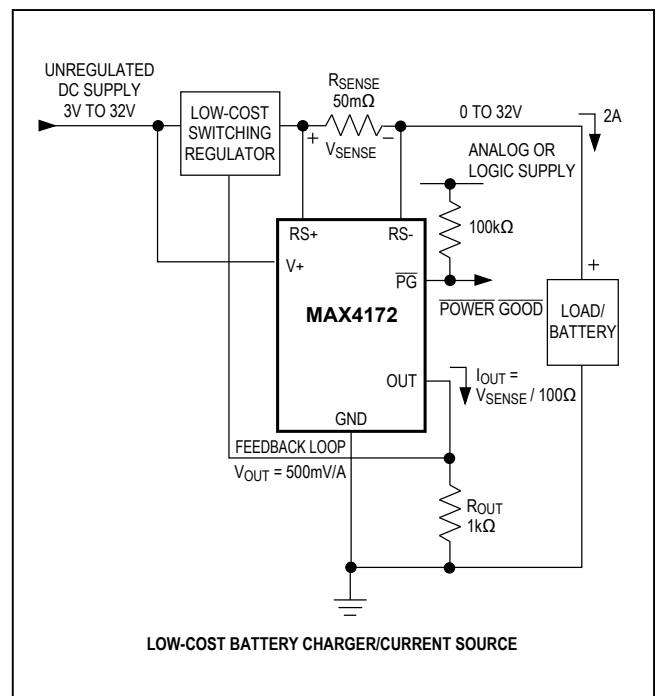 UNREGULATED
DC SUPPLY
3V TO 32V
LOW-COST
SWITCHING
REGULATOR
RSENSE
50mΩ
+
VSENSE
−
0 TO 32V
2A
ANALOG OR
LOGIC SUPPLY
100kΩ
RS+
RS-
V+
PG
POWER GOOD
MAX4172
+
LOAD/
BATTERY
OUT
IOUT =
VSENSE / 100Ω
GND
FEEDBACK LOOP
VOUT = 500mV/A
ROUT
1kΩ
LOW-COST BATTERY CHARGER/CURRENT SOURCE